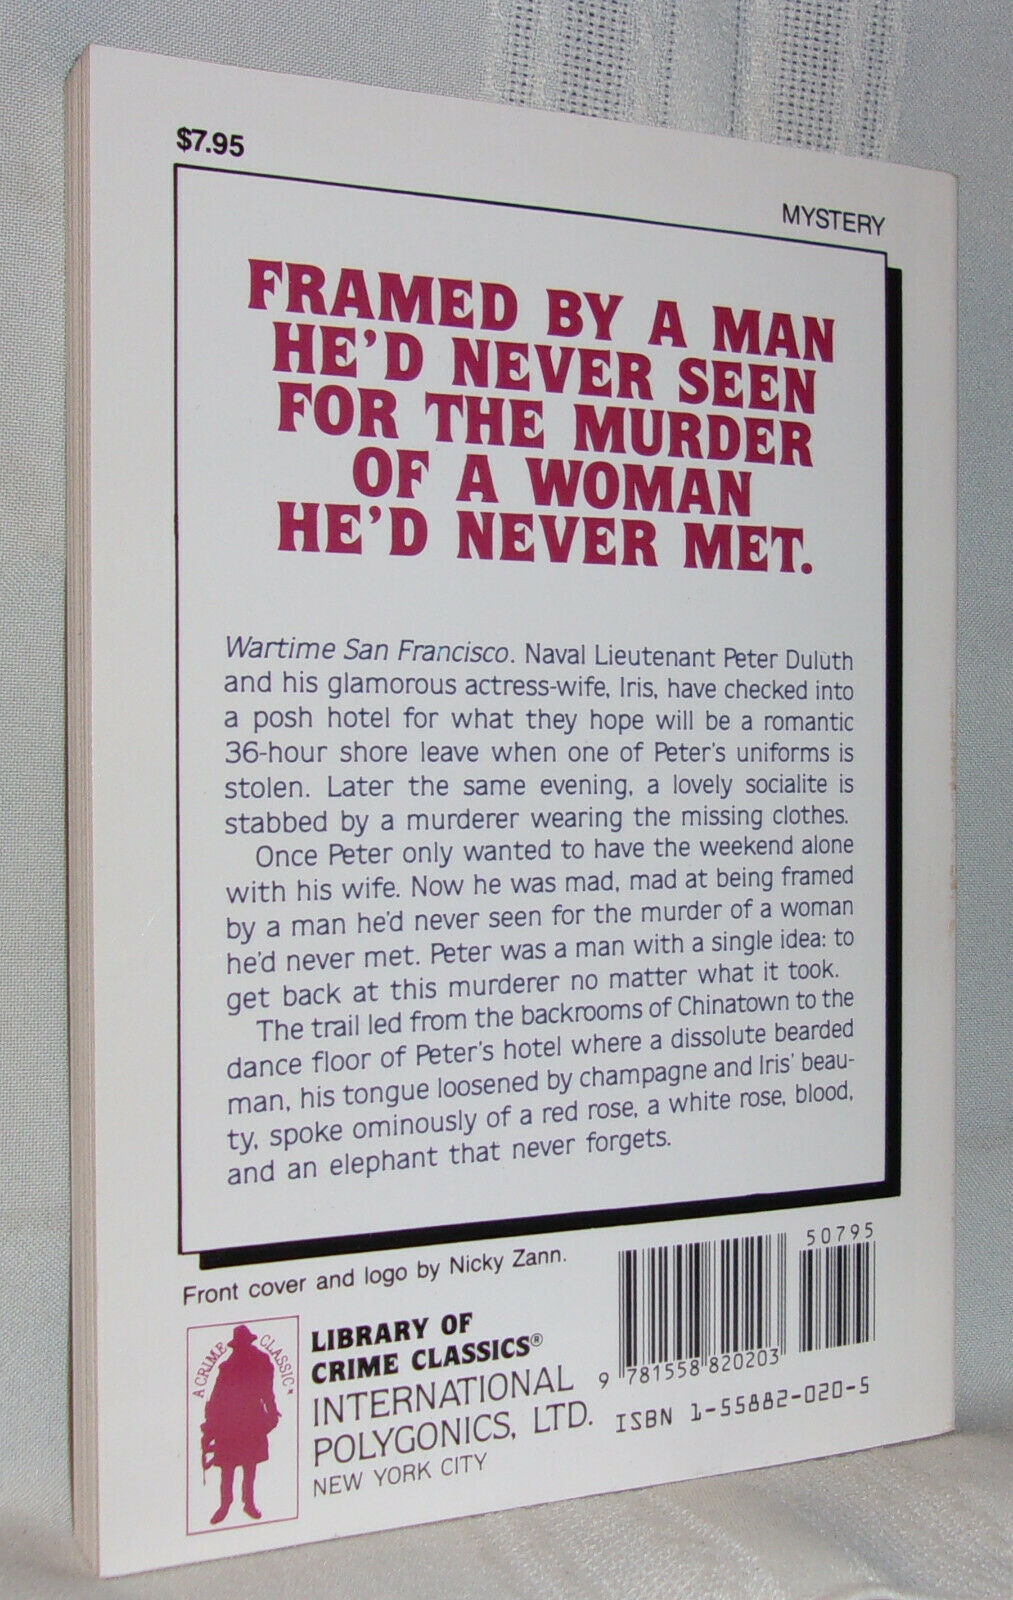 $7.95
MYSTERY
FRAMED BY A MAN
HE'D NEVER SEEN
FOR THE MURDER
OF A WOMAN
HE'D NEVER MET.
Wartime San Francisco. Naval Lieutenant Peter Duluth
and his glamorous actress-wife, Iris, have checked into
a posh hotel for what they hope will be a romantic
36-hour shore leave when one of Peter's uniforms is
stolen. Later the same evening, a lovely socialite is
stabbed by a murderer wearing the missing clothes.
Once Peter only wanted to have the weekend alone
with his wife. Now he was mad, mad at being framed
by a man he'd never seen for the murder of a woman
he'd never met. Peter was a man with a single idea: to
get back at this murderer no matter what it took.
The trail led from the backrooms of Chinatown to the
dance floor of Peter's hotel where a dissolute bearded
man, his tongue loosened by champagne and Iris' beau-
ty, spoke ominously of a red rose, a white rose, blood,
and an elephant that never forgets.
Front cover and logo by Nicky Zann.
A CRIME CLASSIC™
LIBRARY OF
CRIME CLASSICS®
INTERNATIONAL
POLYGONICS, LTD.
NEW YORK CITY
50795
9 781558 820203
ISBN 1-55882-020-5